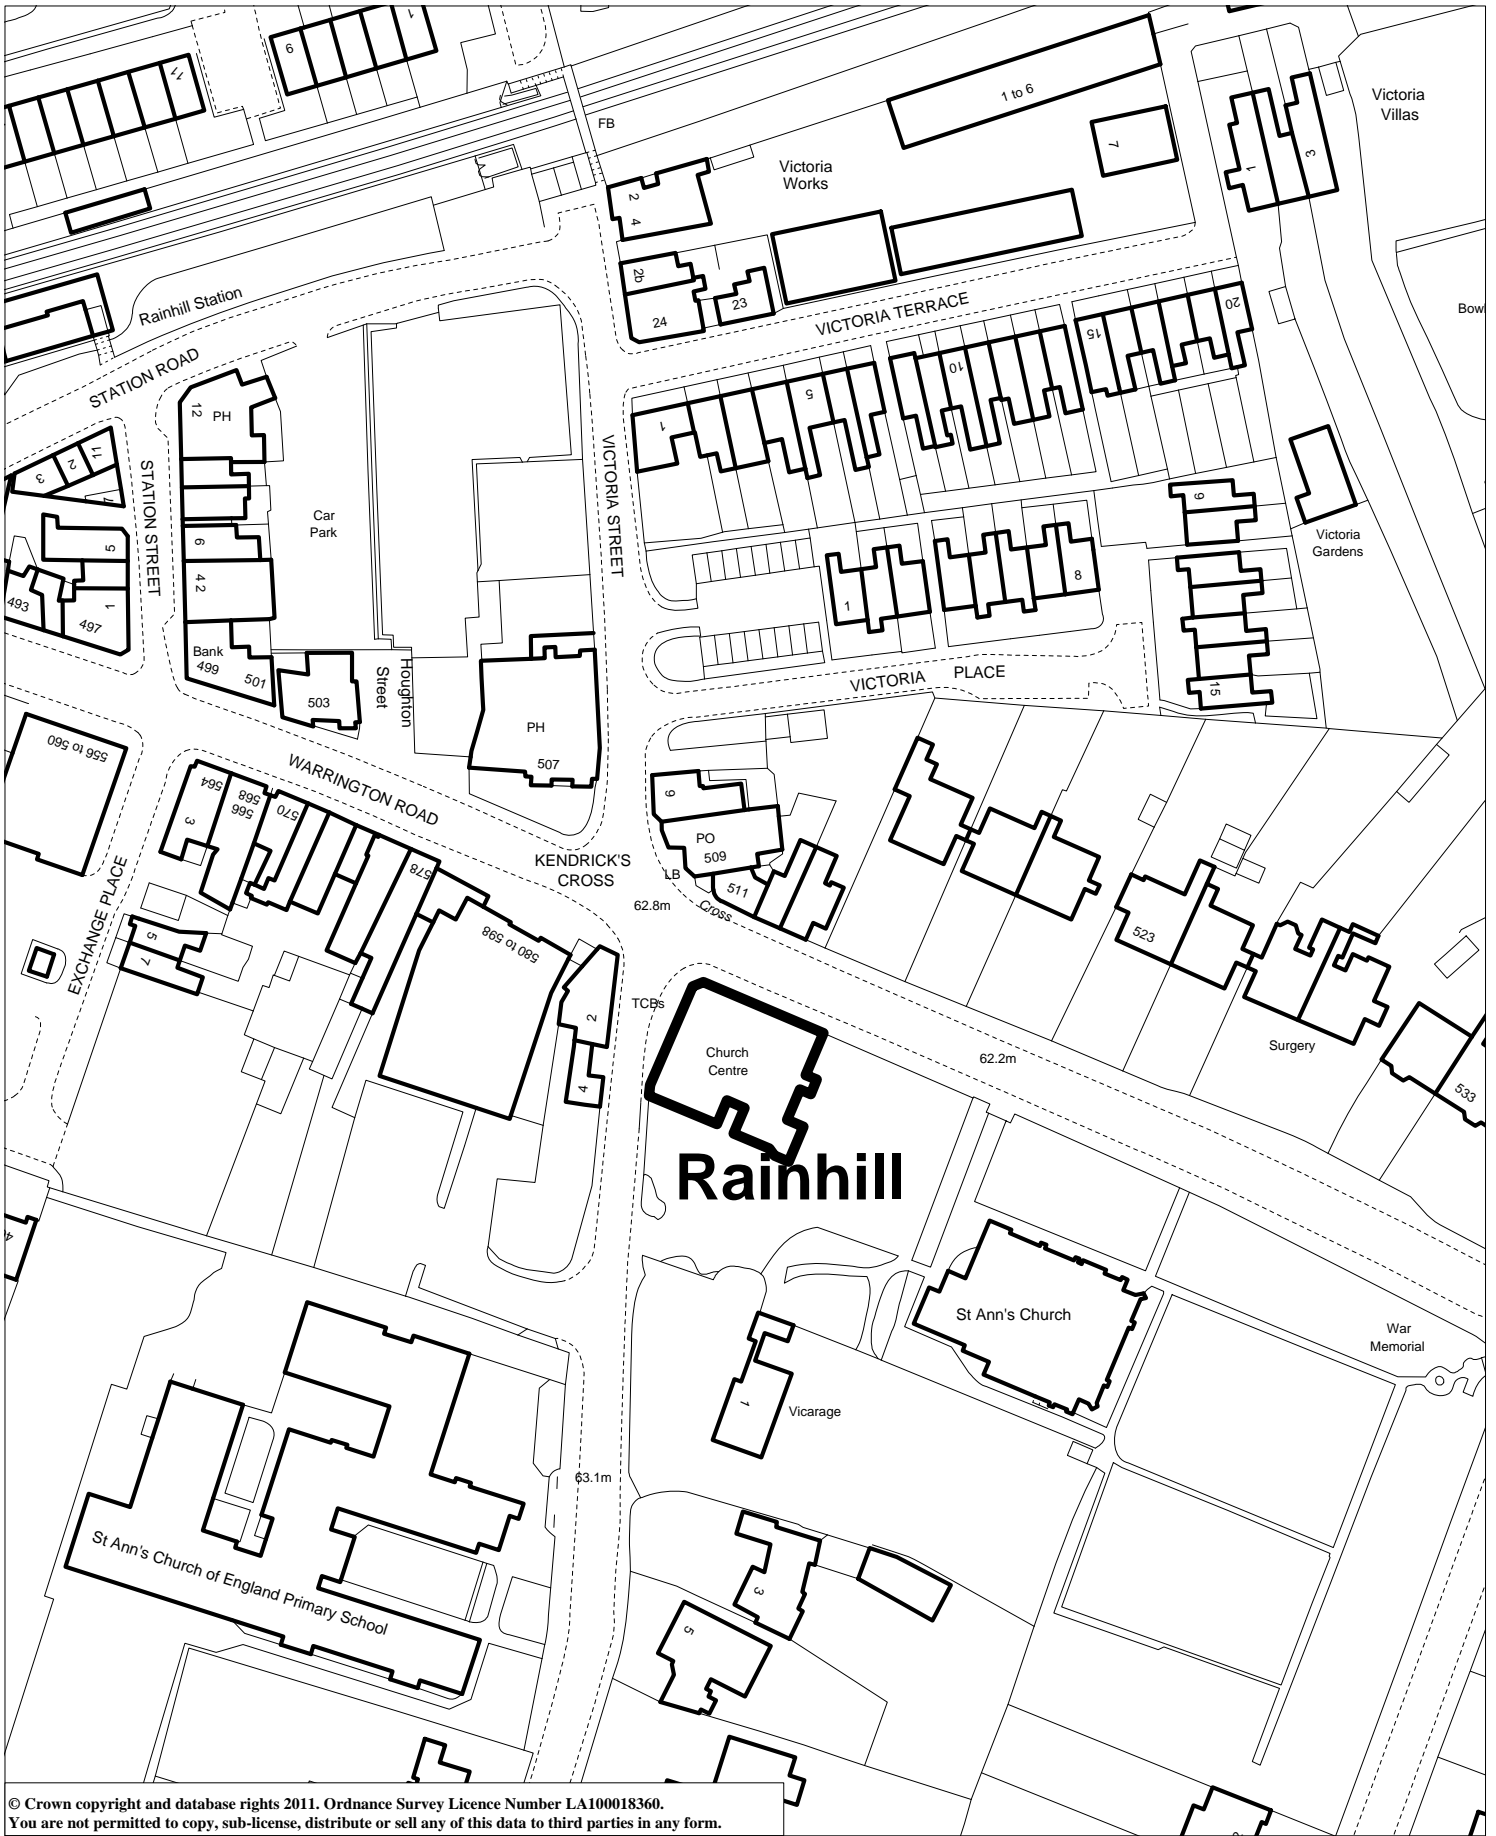 1
9
11
FB
1 to 6
7
Victoria
Villas
1
3
Victoria
Works
2
4
2b
24
23
VICTORIA TERRACE
Rainhill Station
STATION ROAD
12
PH
11
2
3
STATION STREET
Car
Park
VICTORIA STREET
1
5
10
15
20
Victoria
Gardens
5
1
493
497
6
4 2
Bank
499
501
503
Houghton
Street
PH
507
1
8
9
15
VICTORIA PLACE
556 to 560
WARRINGTON ROAD
564
3
566
568
570
578
580 to 598
EXCHANGE PLACE
5
7
KENDRICK'S
CROSS
9
PO
509
LB
511
62.8m
Cross
523
Surgery
533
2
4
TCBs
Church
Centre
62.2m
Rainhill
St Ann's Church
War
Memorial
1
Vicarage
63.1m
St Ann's Church of England Primary School
3
5
© Crown copyright and database rights 2011. Ordnance Survey Licence Number LA100018360.
You are not permitted to copy, sub-license, distribute or sell any of this data to third parties in any form.